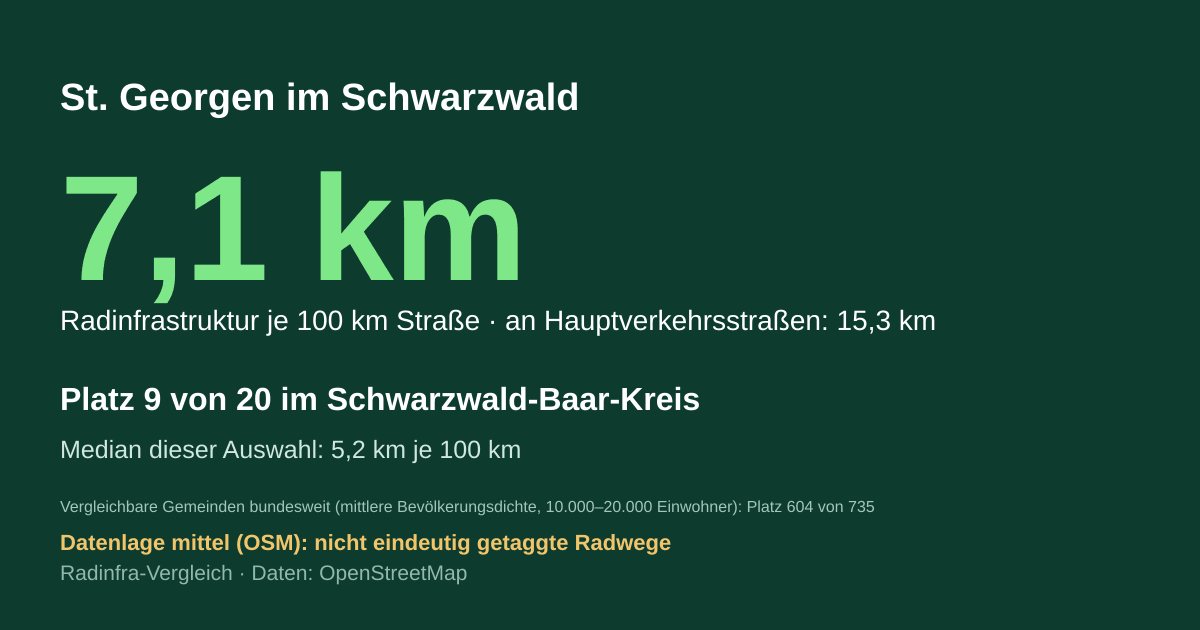 St. Georgen im Schwarzwald
7,1 km
Radinfrastruktur je 100 km Straße · an Hauptverkehrsstraßen: 15,3 km
Platz 9 von 20 im Schwarzwald-Baar-Kreis
Median dieser Auswahl: 5,2 km je 100 km
Vergleichbare Gemeinden bundesweit (mittlere Bevölkerungsdichte, 10.000–20.000 Einwohner): Platz 604 von 735
Datenlage mittel (OSM): nicht eindeutig getaggte Radwege
Radinfra-Vergleich · Daten: OpenStreetMap